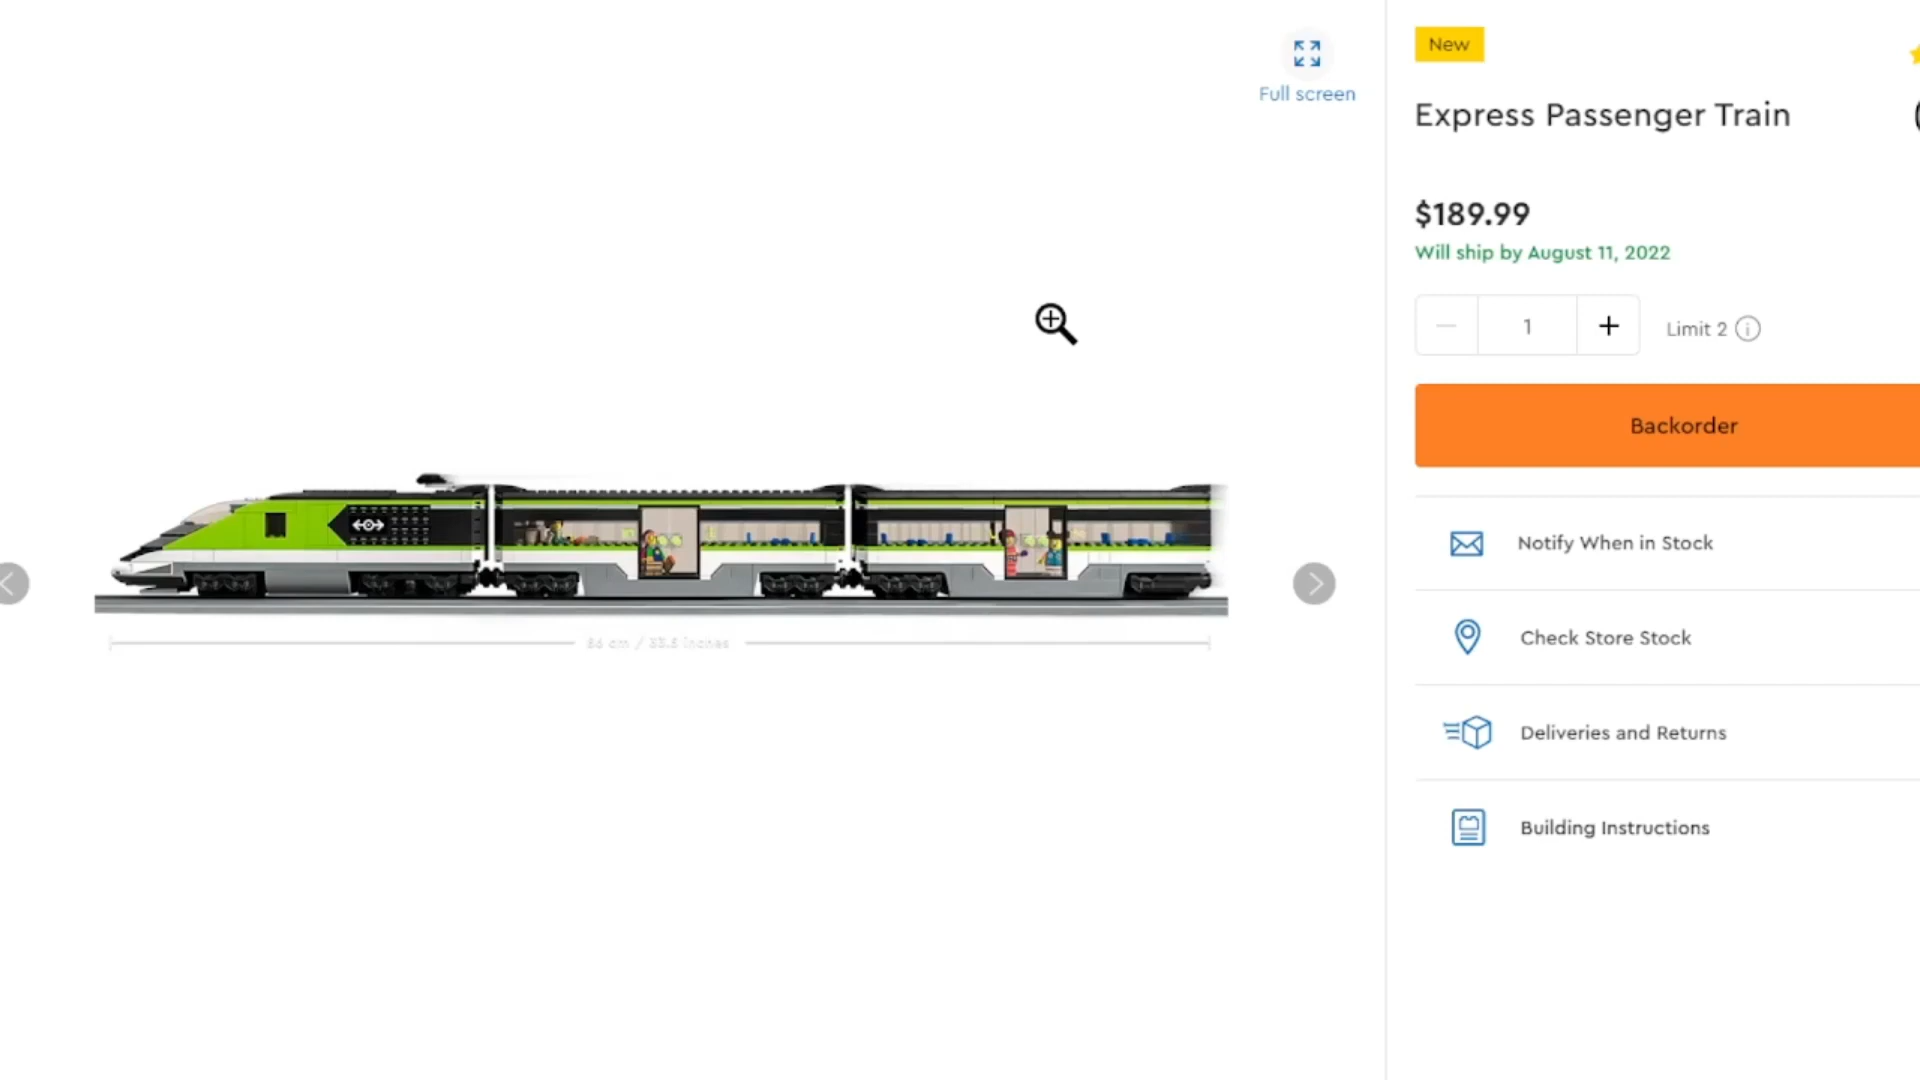 Full screen
New
Express Passenger Train
$189.99
Will ship by August 11, 2022
1
Limit 2
Backorder
Notify When in Stock
Check Store Stock
Deliveries and Returns
Building Instructions